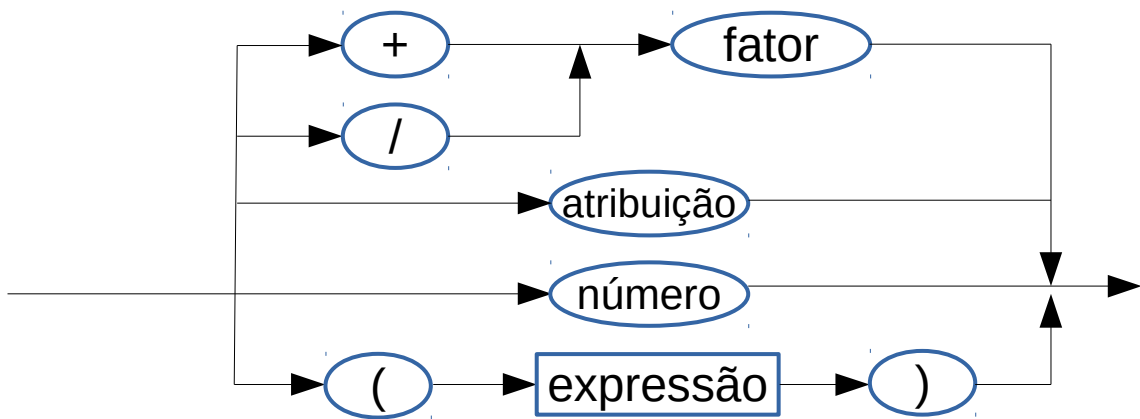 + fator
/
atribuição
número
( expressão )